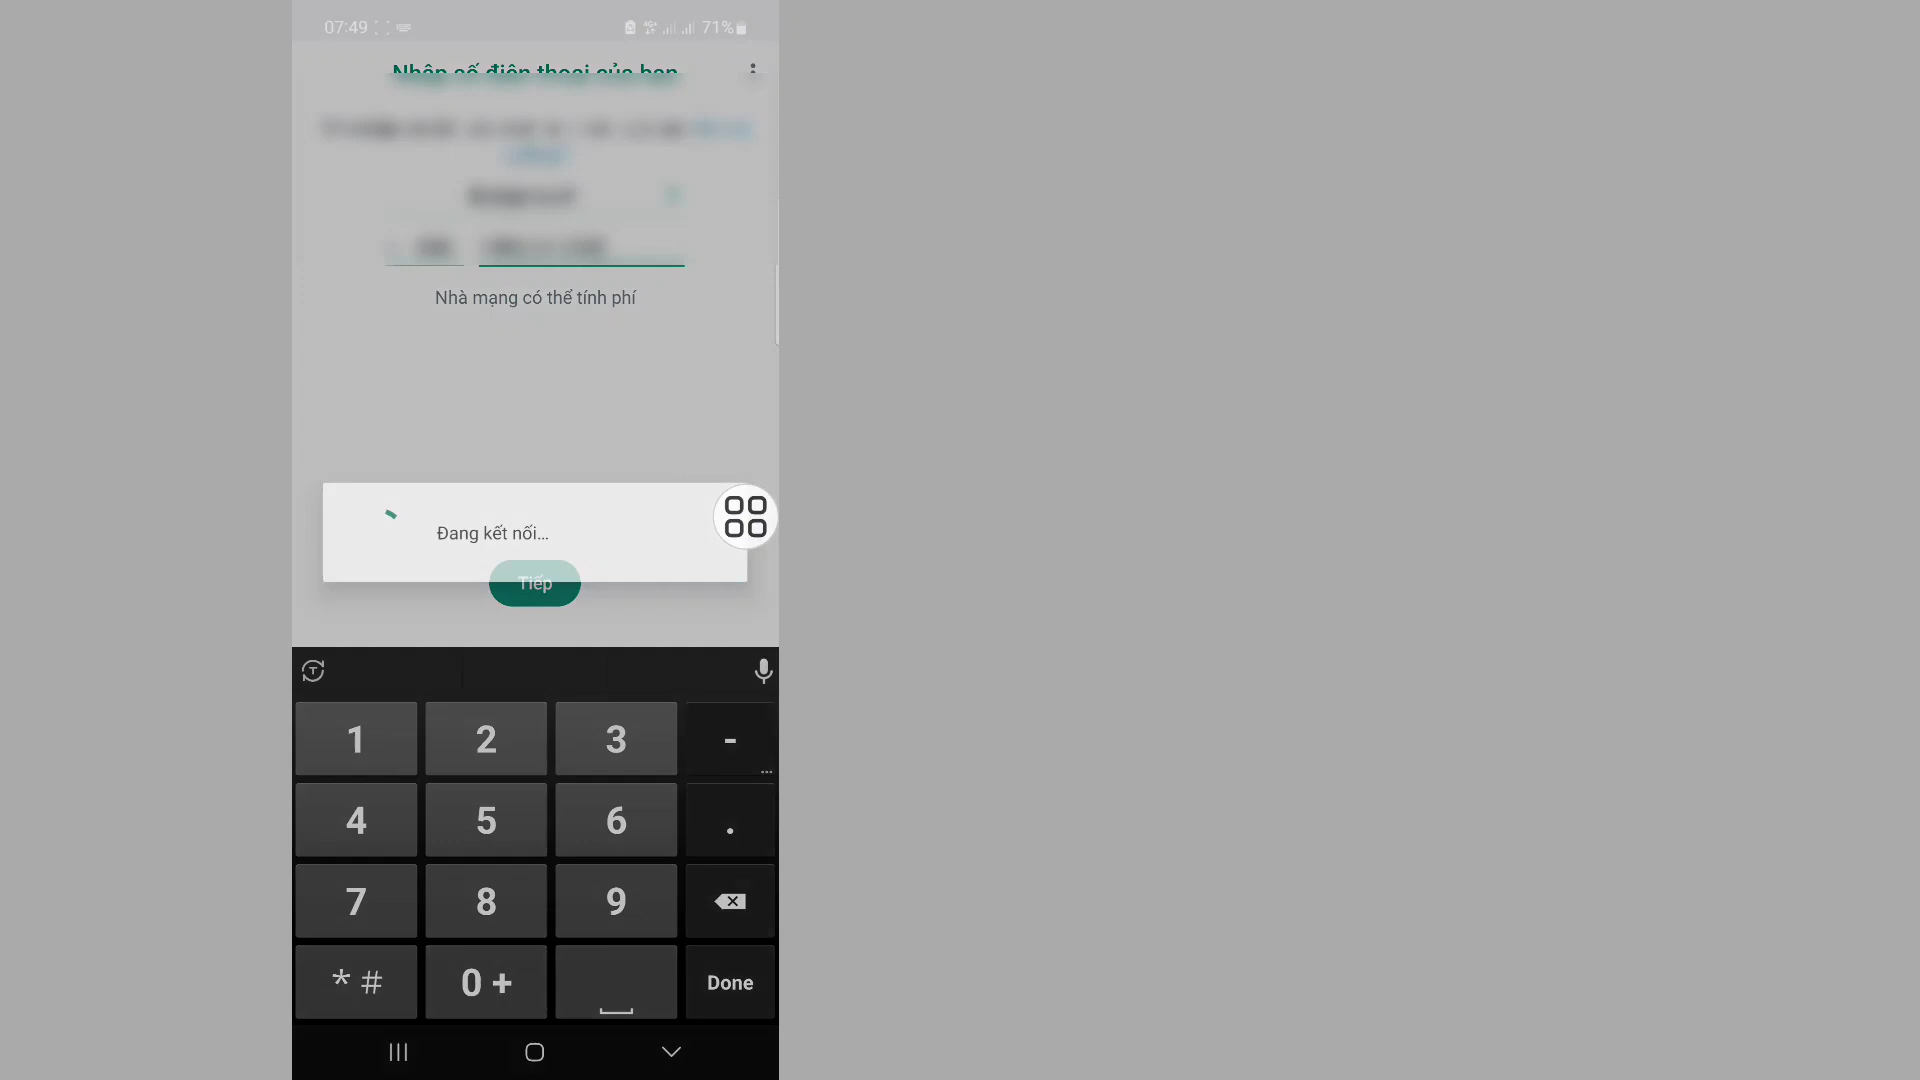 07:49
71%
Nhập số điện thoại của bạn
Nhà mạng có thể tính phí
Đang kết nối...
Tiếp
T
1 2 3 -
4 5 6 .
7 8 9
* # 0 + Done